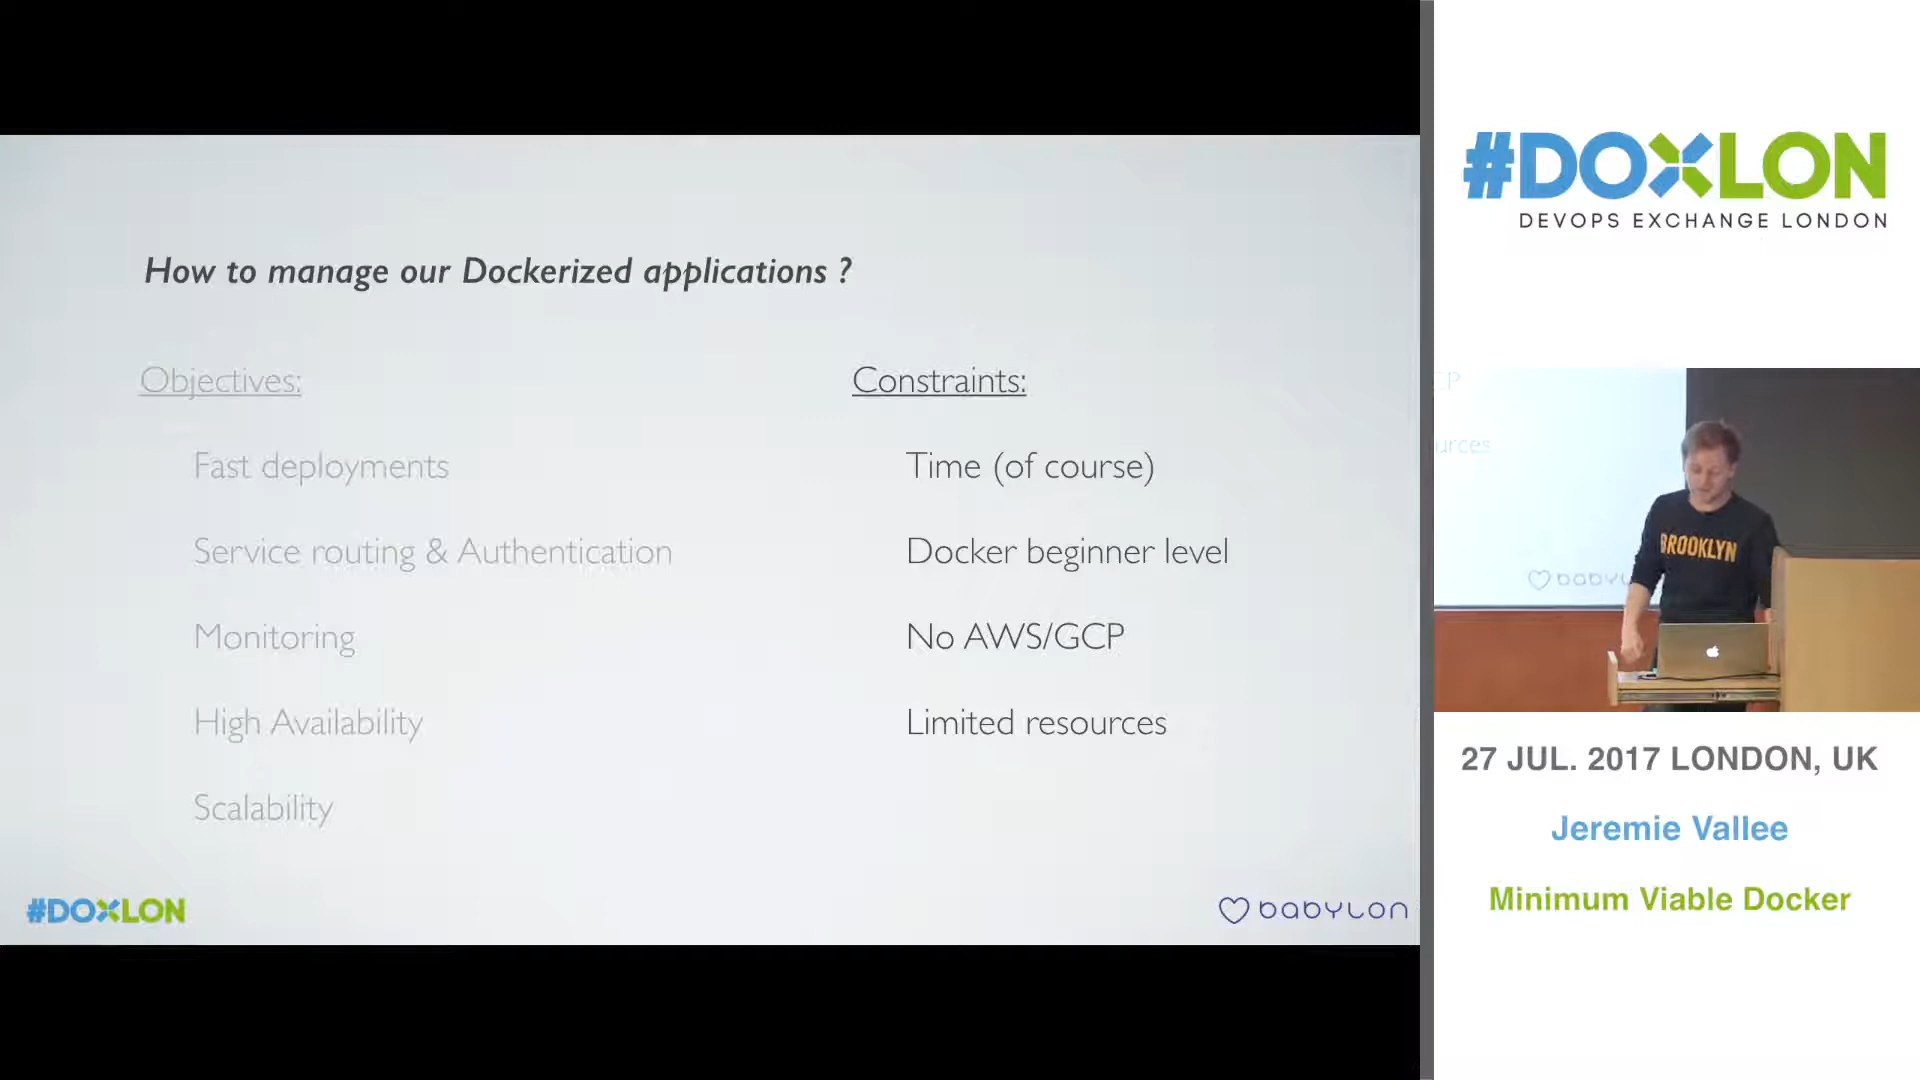 How to manage our Dockerized applications ?
Objectives:
Fast deployments
Service routing & Authentication
Monitoring
High Availability
Scalability
Constraints:
Time (of course)
Docker beginner level
No AWS/GCP
Limited resources
#DOXLON
babylon
#DOXLON
DEVOPS EXCHANGE LONDON
CP
urces
BROOKLYN
27 JUL. 2017 LONDON, UK
Jeremie Vallee
Minimum Viable Docker